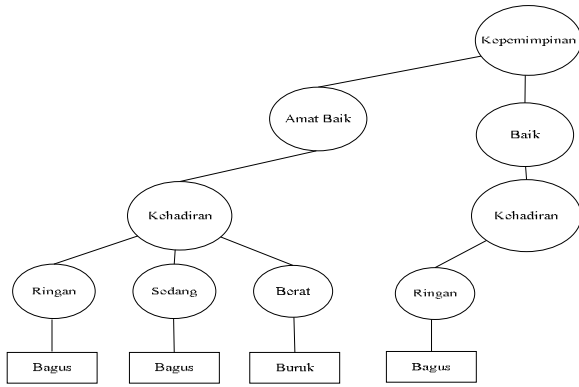 Kepemimpinan
Amat Baik
Baik
Kehadiran
Kehadiran
Ringan
Sedang
Berat
Ringan
Bagus
Bagus
Buruk
Bagus